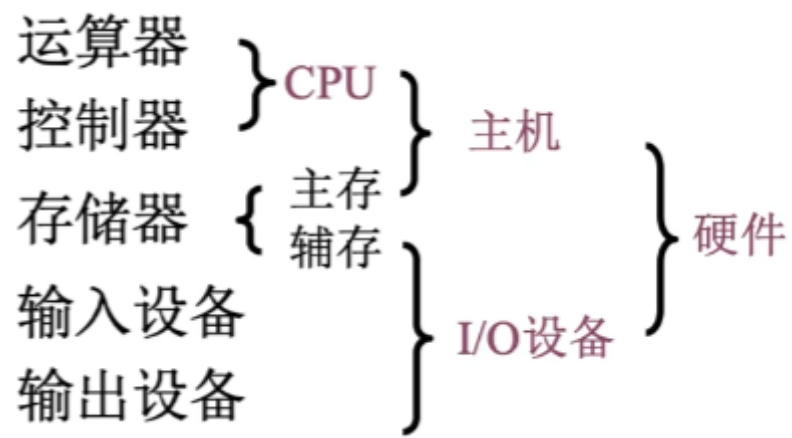 运算器
CPU
控制器
主机
存储器
主存
辅存
硬件
输入设备
I/O设备
输出设备